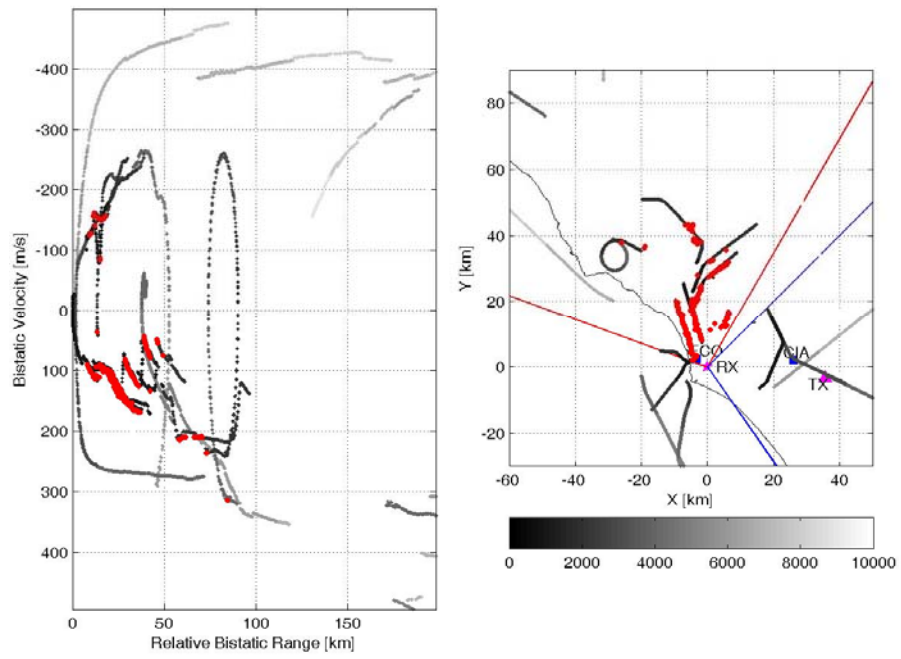 -400
-300
-200
-100
0
100
200
300
400
Bistatic Velocity [m/s]
0 50 100 150
Relative Bistatic Range [km]
80
60
40
20
0
-20
Y [km]
CO
RX
CIA
TX
-60 -40 -20 0 20 40
X [km]
0 2000 4000 6000 8000 10000